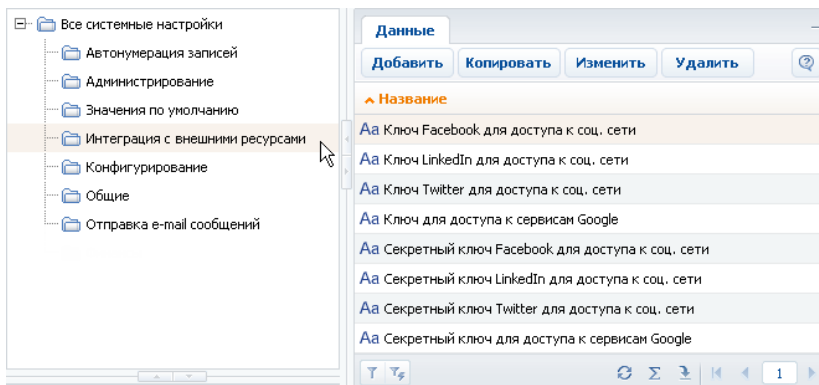 Все системные настройки
Автонумерация записей
Администрирование
Значения по умолчанию
Интеграция с внешними ресурсами
Конфигурирование
Общие
Отправка e-mail сообщений
Данные
Добавить Копировать Изменить Удалить
Название
Aa Ключ Facebook для доступа к соц. сети
Aa Ключ LinkedIn для доступа к соц. сети
Aa Ключ Twitter для доступа к соц. сети
Aa Ключ для доступа к сервисам Google
Aa Секретный ключ Facebook для доступа к соц. сети
Aa Секретный ключ LinkedIn для доступа к соц. сети
Aa Секретный ключ Twitter для доступа к соц. сети
Aa Секретный ключ для доступа к сервисам Google
Σ 1